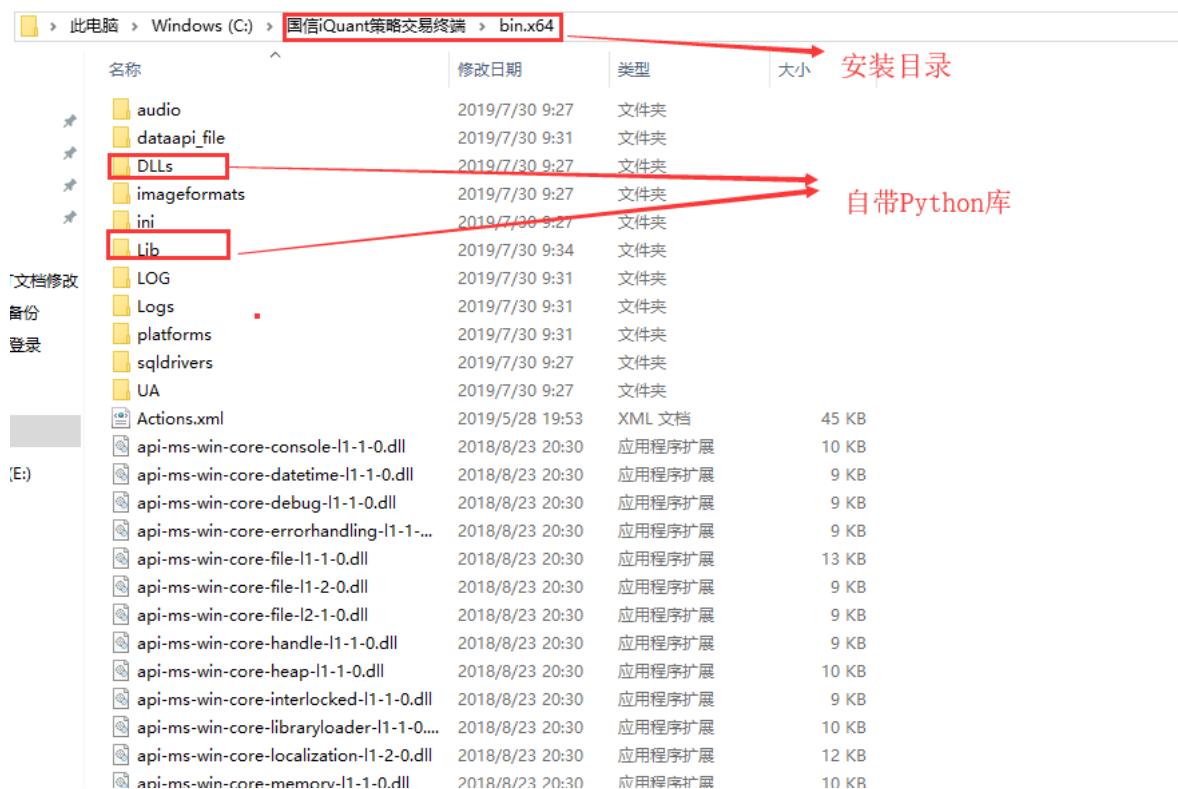 此电脑 > Windows (C:) > 国信iQuant策略交易终端 > bin.x64
安装目录
名称 修改日期 类型 大小
audio 2019/7/30 9:27 文件夹
dataapi_file 2019/7/30 9:31 文件夹
DLLs 2019/7/30 9:27 文件夹
imageformats 2019/7/30 9:27 文件夹
自带Python库
ini 2019/7/30 9:27 文件夹
Lib 2019/7/30 9:34 文件夹
LOG 2019/7/30 9:31 文件夹
文档修改
Logs 2019/7/30 9:31 文件夹
备份
platforms 2019/7/30 9:31 文件夹
登录
sqldrivers 2019/7/30 9:27 文件夹
UA 2019/7/30 9:27 文件夹
Actions.xml 2019/5/28 19:53 XML 文档 45 KB
api-ms-win-core-console-l1-1-0.dll 2018/8/23 20:30 应用程序扩展 10 KB
(E:)
api-ms-win-core-datetime-l1-1-0.dll 2018/8/23 20:30 应用程序扩展 9 KB
api-ms-win-core-debug-l1-1-0.dll 2018/8/23 20:30 应用程序扩展 9 KB
api-ms-win-core-errorhandling-l1-1-... 2018/8/23 20:30 应用程序扩展 9 KB
api-ms-win-core-file-l1-1-0.dll 2018/8/23 20:30 应用程序扩展 13 KB
api-ms-win-core-file-l1-2-0.dll 2018/8/23 20:30 应用程序扩展 9 KB
api-ms-win-core-file-l2-1-0.dll 2018/8/23 20:30 应用程序扩展 9 KB
api-ms-win-core-handle-l1-1-0.dll 2018/8/23 20:30 应用程序扩展 9 KB
api-ms-win-core-heap-l1-1-0.dll 2018/8/23 20:30 应用程序扩展 10 KB
api-ms-win-core-interlocked-l1-1-0.dll 2018/8/23 20:30 应用程序扩展 9 KB
api-ms-win-core-libraryloader-l1-1-0.... 2018/8/23 20:30 应用程序扩展 10 KB
api-ms-win-core-localization-l1-2-0.dll 2018/8/23 20:30 应用程序扩展 12 KB
api-ms-win-core-memory-l1-1-0.dll 2018/8/23 20:30 应用程序扩展 10 KB